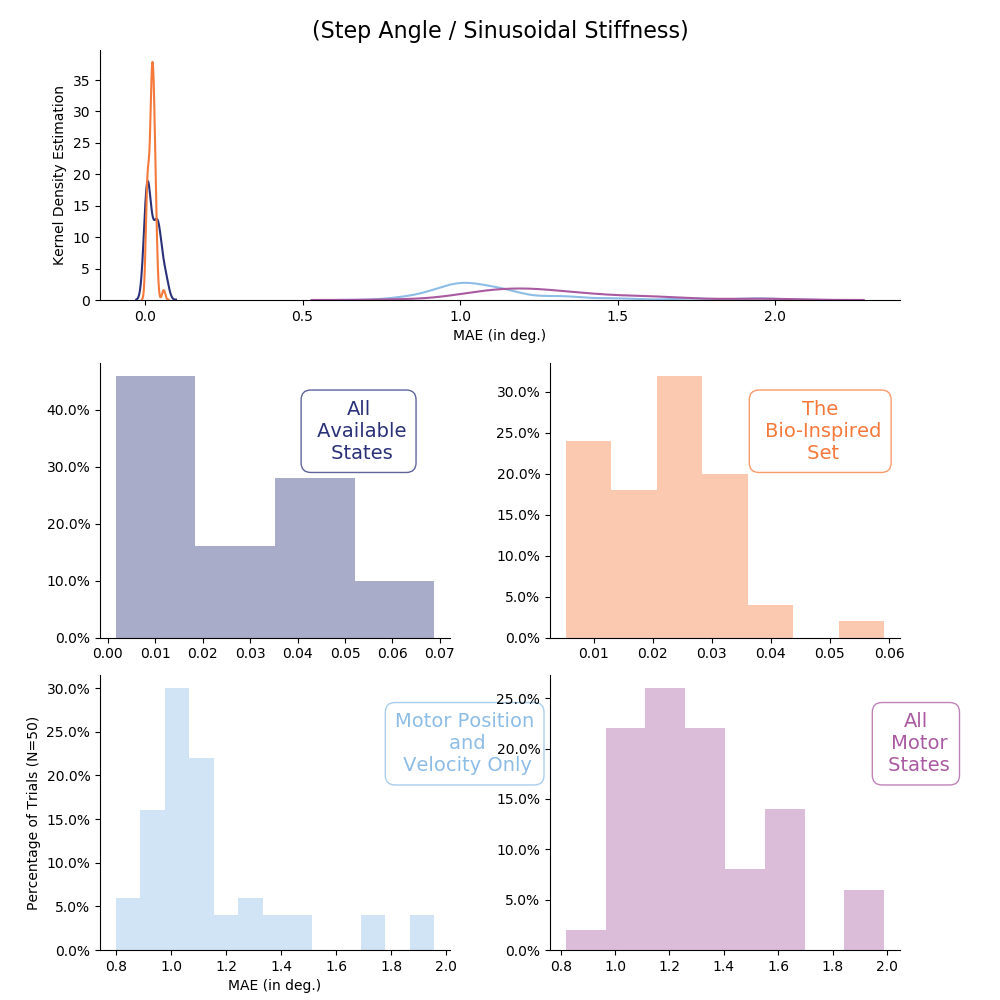 (Step Angle / Sinusoidal Stiffness)
Kernel Density Estimation
35
30
25
20
15
10
5
0
0.0 0.5 1.0 1.5 2.0
MAE (in deg.)
All
Available
States
40.0%
30.0%
20.0%
10.0%
0.0%
0.00 0.01 0.02 0.03 0.04 0.05 0.06 0.07
The
Bio-Inspired
Set
30.0%
25.0%
20.0%
15.0%
10.0%
5.0%
0.0%
0.01 0.02 0.03 0.04 0.05 0.06
Percentage of Trials (N=50)
Motor Position
and
Velocity Only
30.0%
25.0%
20.0%
15.0%
10.0%
5.0%
0.0%
0.8 1.0 1.2 1.4 1.6 1.8 2.0
MAE (in deg.)
All
Motor
States
25.0%
20.0%
15.0%
10.0%
5.0%
0.0%
0.8 1.0 1.2 1.4 1.6 1.8 2.0